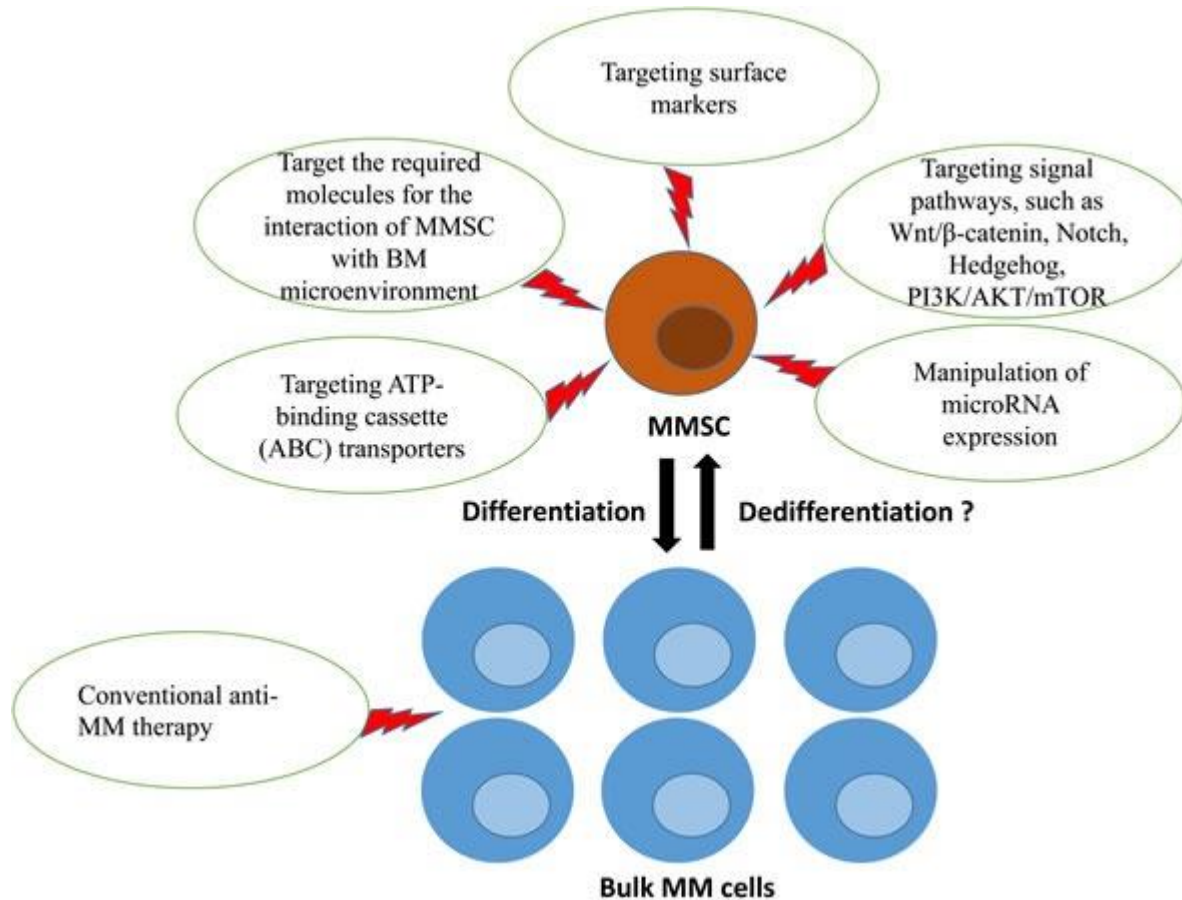 Targeting surface
markers
Target the required
molecules for the
interaction of MMSC
with BM
microenvironment
Targeting signal
pathways, such as
Wnt/β-catenin, Notch,
Hedgehog,
PI3K/AKT/mTOR
Targeting ATP-
binding cassette
(ABC) transporters
Manipulation of
microRNA
expression
MMSC
Differentiation
Dedifferentiation ?
Conventional anti-
MM therapy
Bulk MM cells